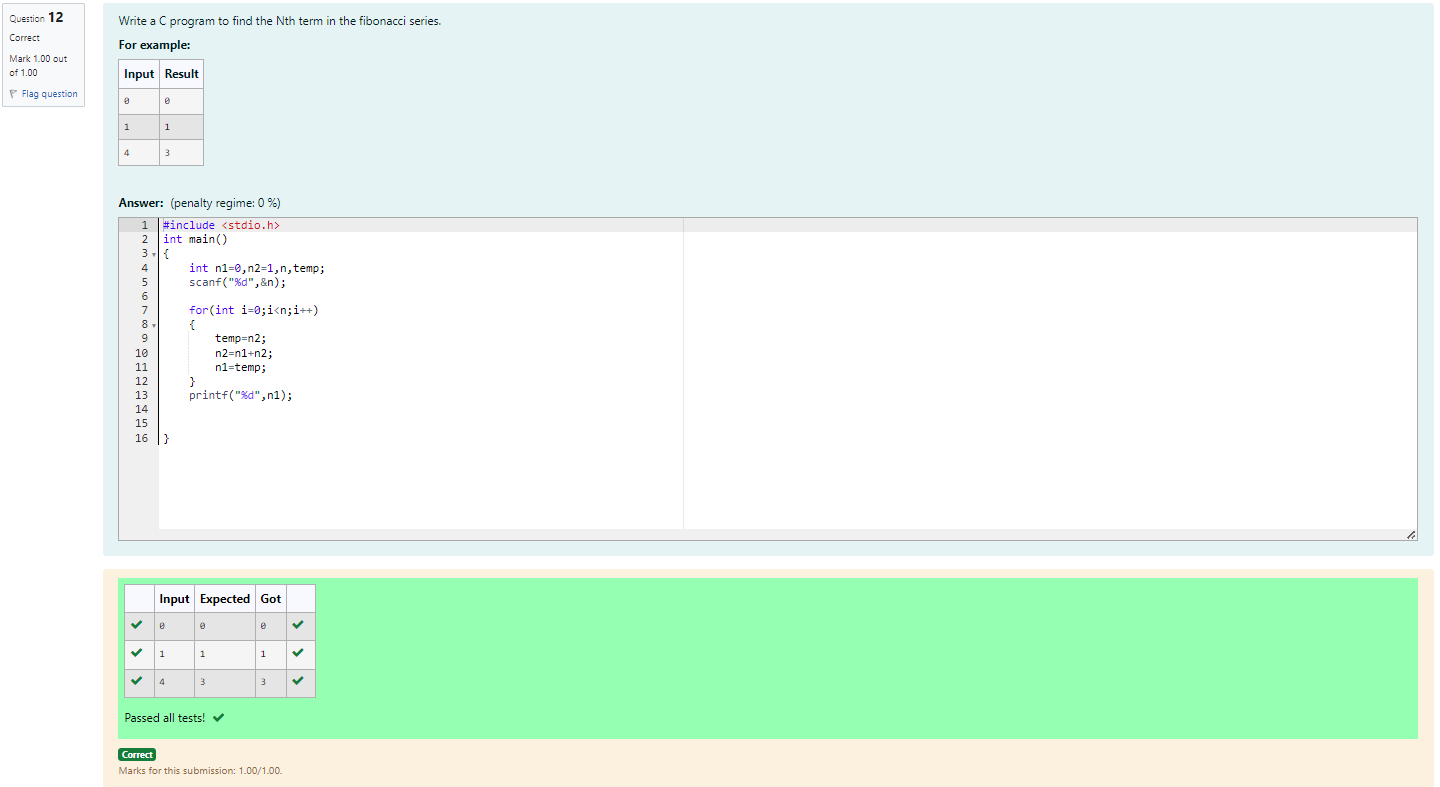 Question 12
Correct
Mark 1.00 out
of 1.00
Flag question
Write a C program to find the Nth term in the fibonacci series.
For example:
Input Result
0 0
1 1
4 3
Answer: (penalty regime: 0 %)
1 #include <stdio.h>
2 int main()
3 {
4 int n1=0,n2=1,n,temp;
5 scanf("%d",&n);
6
7 for(int i=0;i<n;i++)
8 {
9 temp=n2;
10 n2=n1+n2;
11 n1=temp;
12 }
13 printf("%d",n1);
14
15
16 }
Input Expected Got
0 0 0
1 1 1
4 3 3
Passed all tests!
Correct
Marks for this submission: 1.00/1.00.